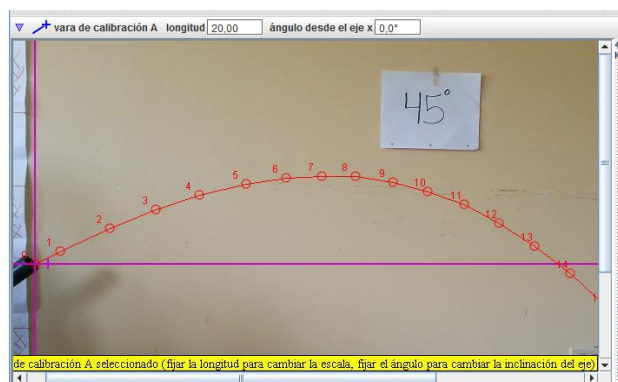 vara de calibración A longitud 20,00 ángulo desde el eje x 0,0°
45°
0 1 2 3 4 5 6 7 8 9 10 11 12 13 14 1
de calibración A seleccionado (fijar la longitud para cambiar la escala, fijar el ángulo para cambiar la inclinación del eje)